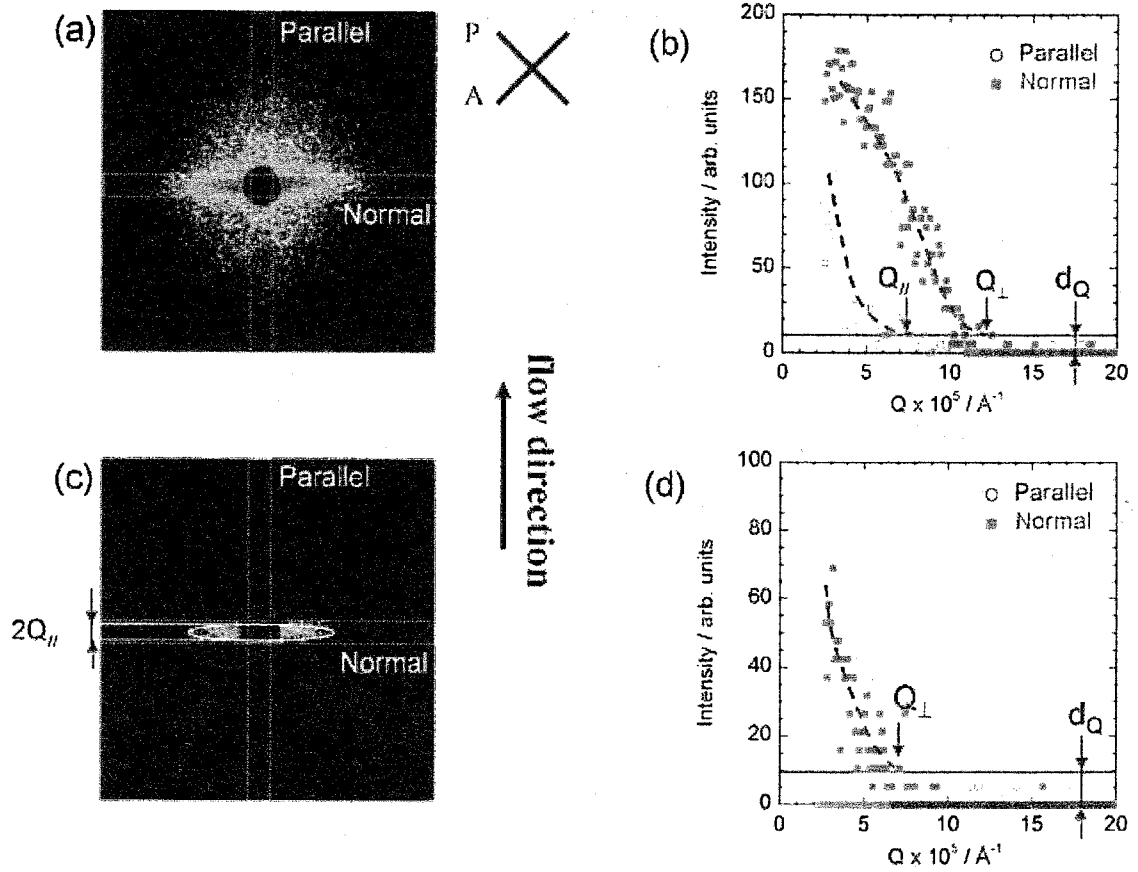 (a)
Parallel
Normal
P
A
(b)
200
150
100
50
0
Intensity / arb. units
Parallel
Normal
Q∥
Q⊥
dQ
0
5
10
15
20
Q x 10⁵ / A⁻¹
flow direction
(c)
Parallel
Normal
2Q∥
(d)
100
80
60
40
20
0
Intensity / arb. units
Parallel
Normal
Q⊥
dQ
0
5
10
15
20
Q x 10⁵ / A⁻¹